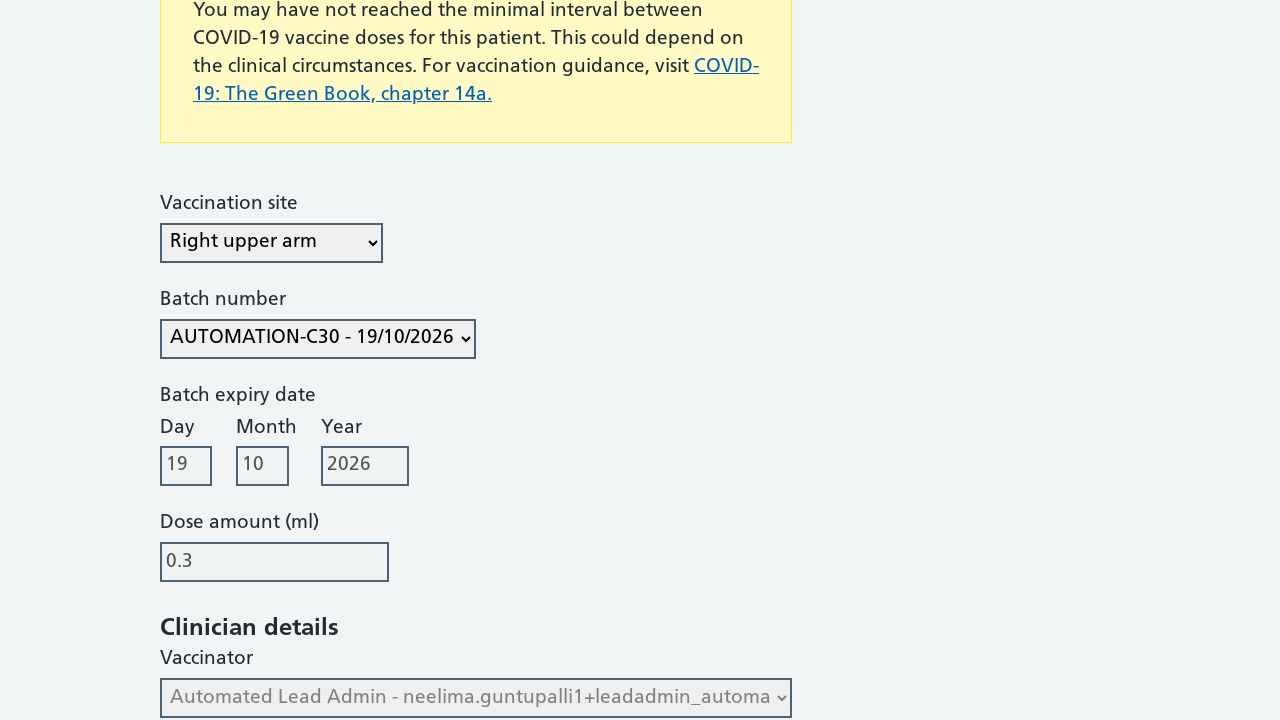 You may have not reached the minimal interval between
COVID-19 vaccine doses for this patient. This could depend on
the clinical circumstances. For vaccination guidance, visit COVID-
19: The Green Book, chapter 14a.
Vaccination site
Right upper arm
Batch number
AUTOMATION-C30 - 19/10/2026
Batch expiry date
Day Month Year
19 10 2026
Dose amount (ml)
0.3
Clinician details
Vaccinator
Automated Lead Admin - neelima.guntupalli1+leadadmin_automa